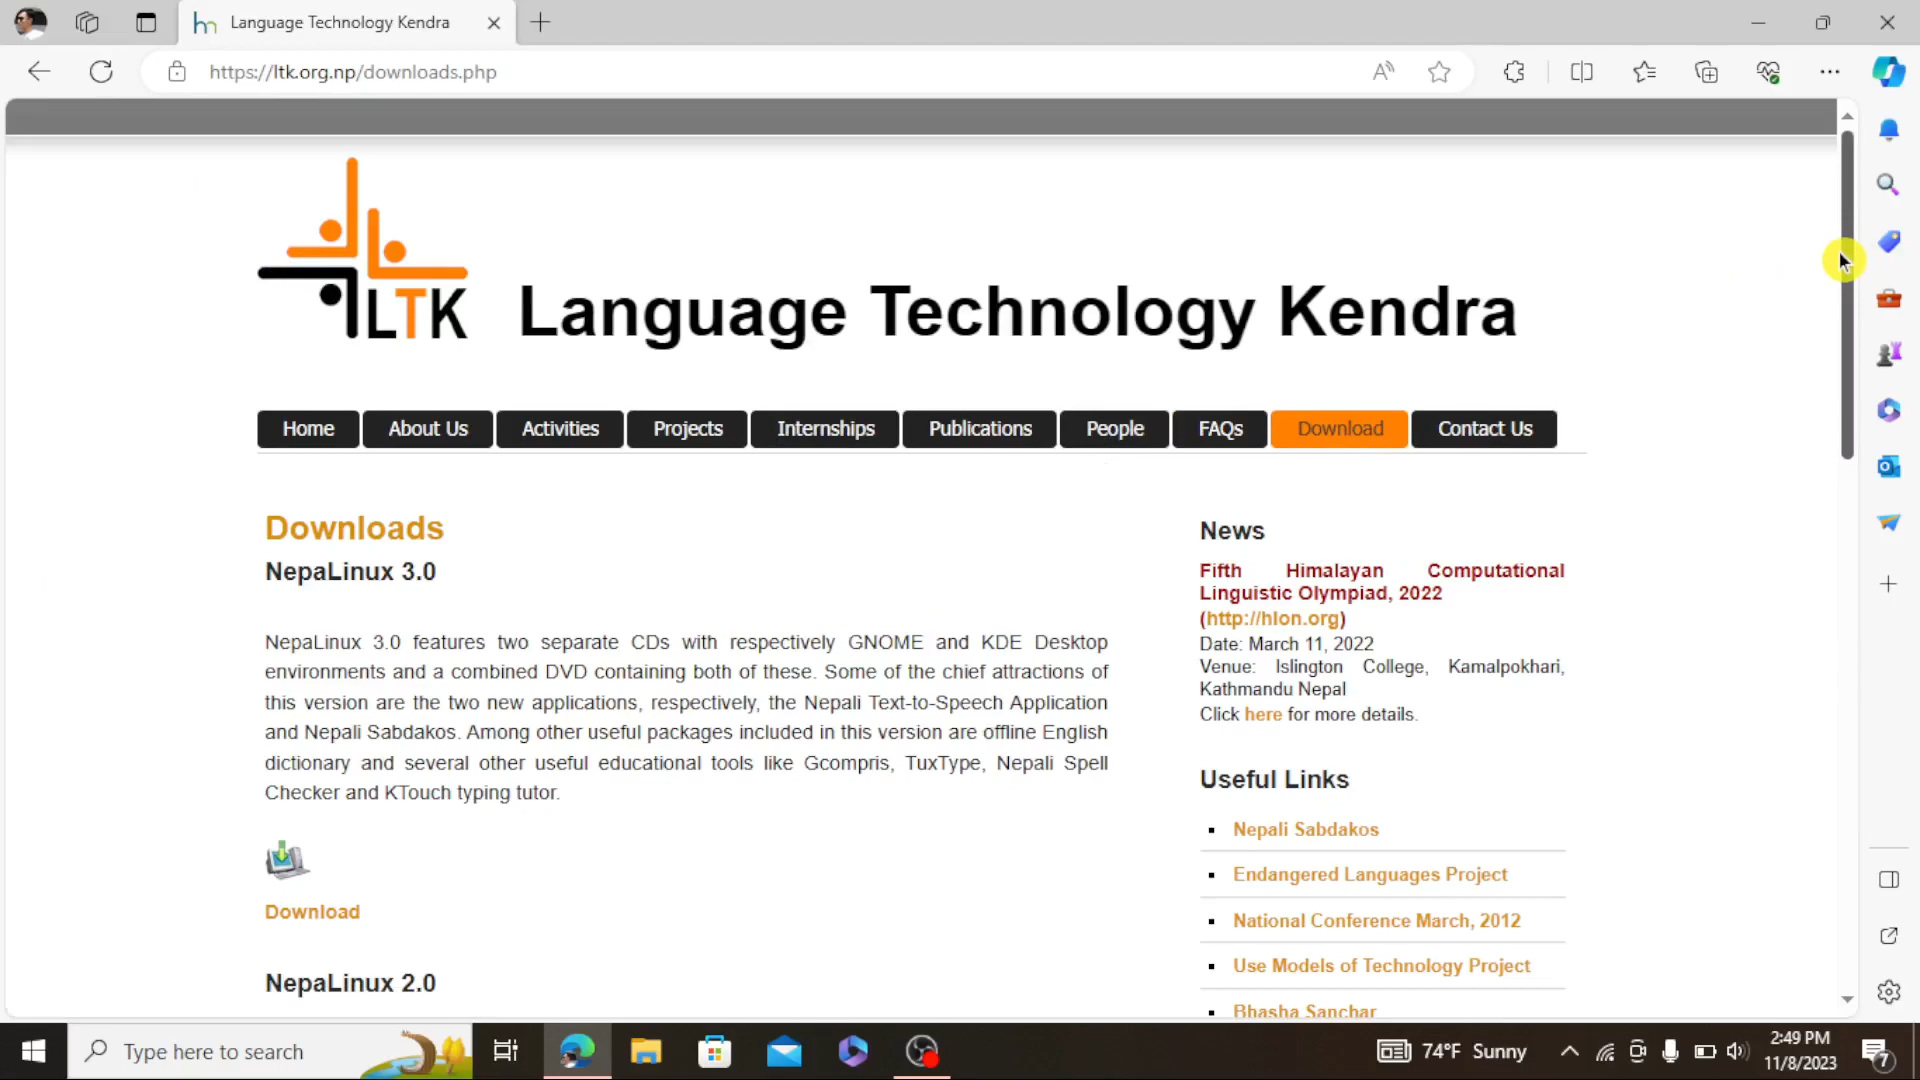 Language Technology Kendra
https://ltk.org.np/downloads.php
LTK
Language Technology Kendra
Home About Us Activities Projects Internships Publications People FAQs Download Contact Us
Downloads
NepaLinux 3.0
NepaLinux 3.0 features two separate CDs with respectively GNOME and KDE Desktop
environments and a combined DVD containing both of these. Some of the chief attractions of
this version are the two new applications, respectively, the Nepali Text-to-Speech Application
and Nepali Sabdakos. Among other useful packages included in this version are offline English
dictionary and several other useful educational tools like Gcompris, TuxType, Nepali Spell
Checker and KTouch typing tutor.
Download
NepaLinux 2.0
News
Fifth Himalayan Computational
Linguistic Olympiad, 2022
(http://hlon.org)
Date: March 11, 2022
Venue: Islington College, Kamalpokhari,
Kathmandu Nepal
Click here for more details.
Useful Links
Nepali Sabdakos
Endangered Languages Project
National Conference March, 2012
Use Models of Technology Project
Bhasha Sanchar
Type here to search
74°F Sunny
2:49 PM
11/8/2023
7